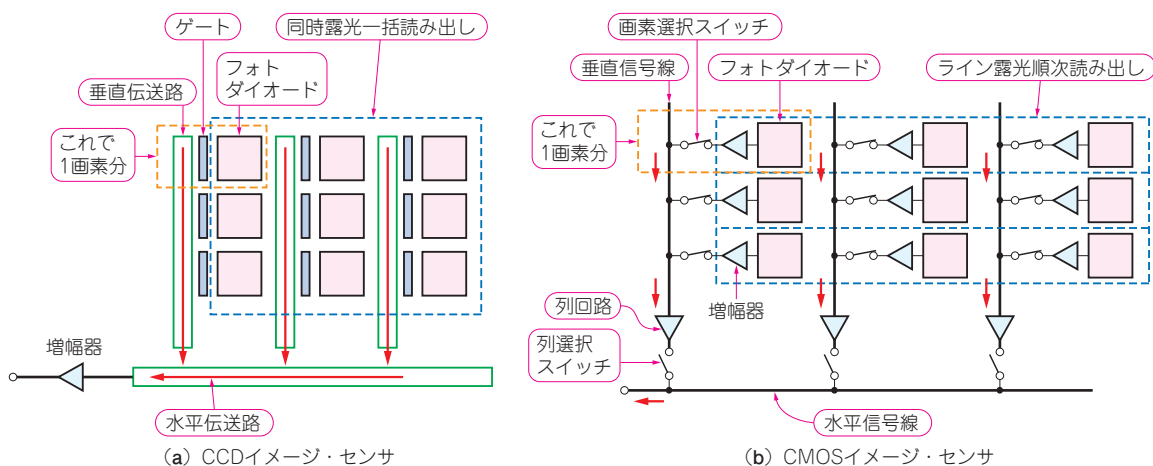 ゲート
同時露光一括読み出し
垂直伝送路
フォト
ダイオード
これで
1画素分
増幅器
水平伝送路
(a) CCDイメージ・センサ
画素選択スイッチ
垂直信号線
フォトダイオード
ライン露光順次読み出し
これで
1画素分
列回路
増幅器
列選択
スイッチ
水平信号線
(b) CMOSイメージ・センサ